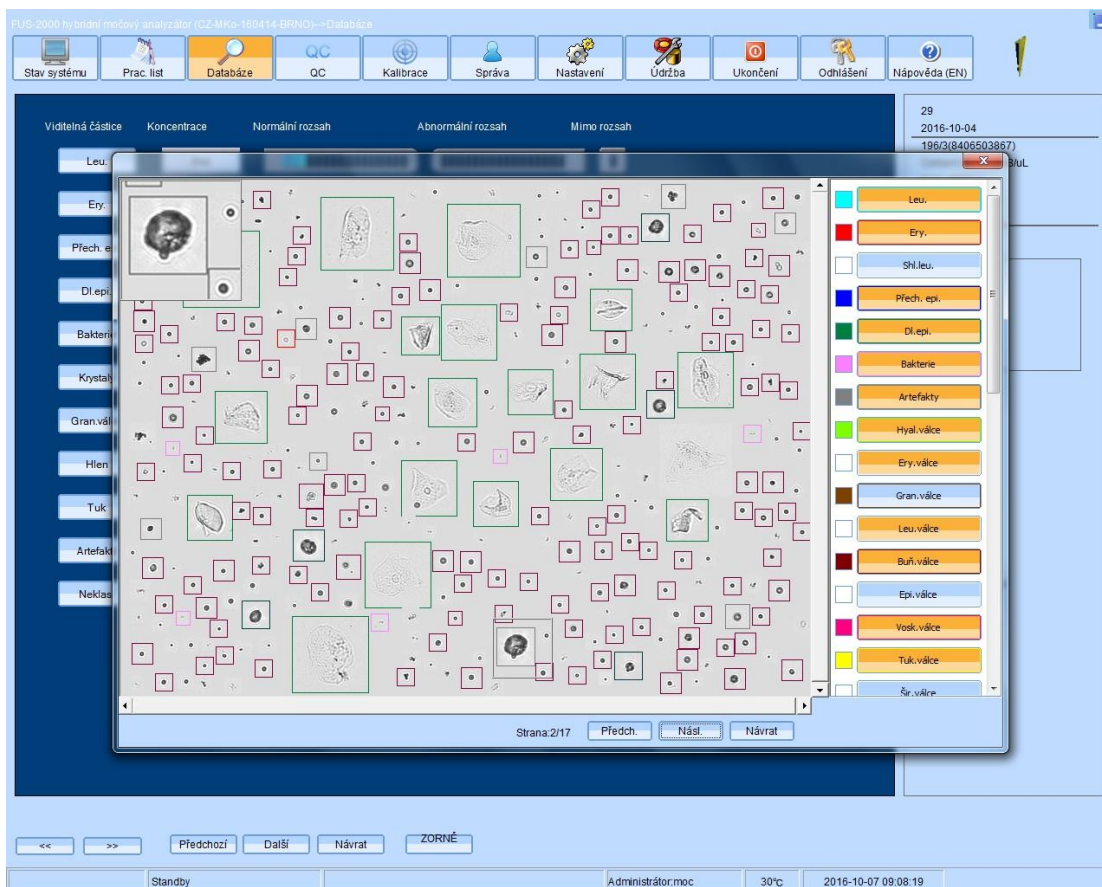 FUS-2000 hybridní močový analyzátor (CZ-MKo-160414-BRNO)-->Databáze
Stav systému
Prac. list
Databáze
QC
QC
Kalibrace
Správa
Nastavení
Údržba
Ukončení
Odhlášení
Nápověda (EN)
Viditelná částice
Koncentrace
Normální rozsah
Abnormální rozsah
Mimo rozsah
29
2016-10-04
196/3(8406503867)
/uL
Leu.
Ery.
Přech. e
Dl.epi.
Bakteri
Krystal
Gran.vál
Hlen
Tuk
Artefak
Neklas
Leu.
Ery.
Shl.leu.
Přech. epi.
Dl.epi.
Bakterie
Artefakty
Hyal.válce
Ery.válce
Gran.válce
Leu.válce
Buň.válce
Epi.válce
Vosk.válce
Tuk.válce
Šir.válce
Strana:2/17
Předch.
Násl.
Návrat
<<
>>
Předchozí
Další
Návrat
ZORNÉ
Standby
Administrátor:moc
30°C
2016-10-07 09:08:19